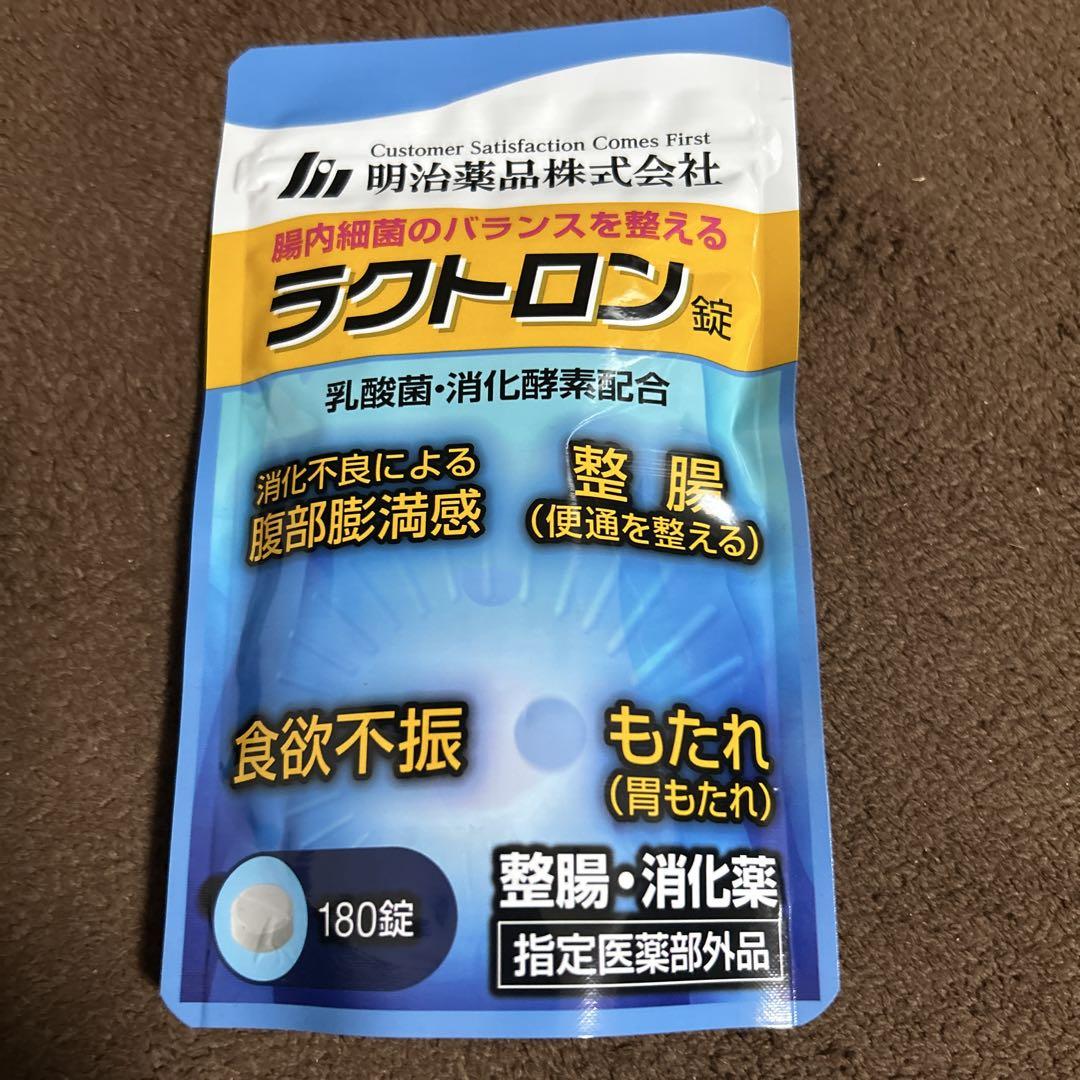 Customer Satisfaction Comes First
明治薬品株式会社
腸内細菌のバランスを整える
ラクトロン錠
乳酸菌・消化酵素配合
消化不良による
腹部膨満感
整腸
(便通を整える)
食欲不振
もたれ
(胃もたれ)
180錠
整腸・消化薬
指定医薬部外品